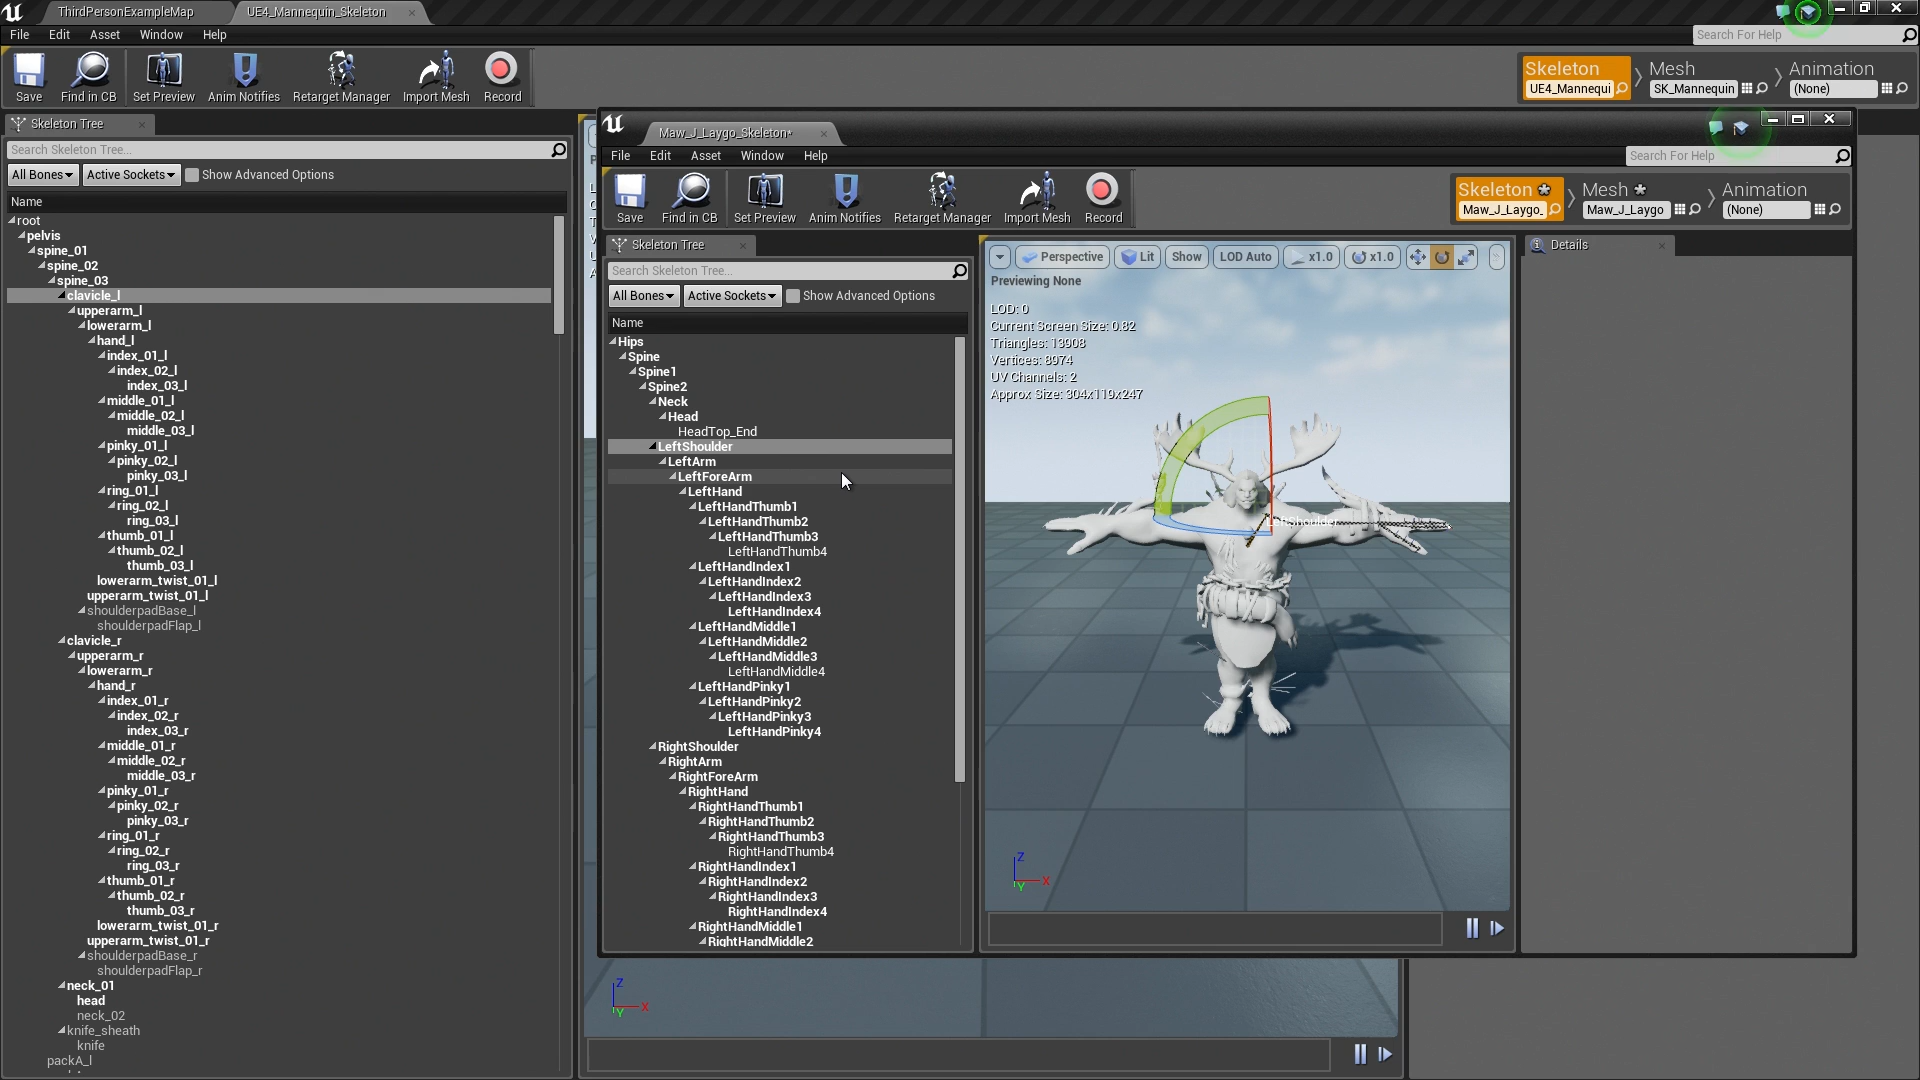 ThirdPersonExampleMap
UE4_Mannequin_Skeleton
File Edit Asset Window Help
Search For Help
Save
Find in CB
Set Preview
Anim Notifies
Retarget Manager
Import Mesh
Record
Skeleton
UE4_Mannequi
Mesh
SK_Mannequin
Animation
(None)
Skeleton Tree
Search Skeleton Tree...
All Bones
Active Sockets
Show Advanced Options
Name
root
pelvis
spine_01
spine_02
spine_03
clavicle_l
upperarm_l
lowerarm_l
hand_l
index_01_l
index_02_l
index_03_l
middle_01_l
middle_02_l
middle_03_l
pinky_01_l
pinky_02_l
pinky_03_l
ring_01_l
ring_02_l
ring_03_l
thumb_01_l
thumb_02_l
thumb_03_l
lowerarm_twist_01_l
upperarm_twist_01_l
shoulderpadBase_l
shoulderpadFlap_l
clavicle_r
upperarm_r
lowerarm_r
hand_r
index_01_r
index_02_r
index_03_r
middle_01_r
middle_02_r
middle_03_r
pinky_01_r
pinky_02_r
pinky_03_r
ring_01_r
ring_02_r
ring_03_r
thumb_01_r
thumb_02_r
thumb_03_r
lowerarm_twist_01_r
upperarm_twist_01_r
shoulderpadBase_r
shoulderpadFlap_r
neck_01
head
neck_02
knife_sheath
knife
packA_l
Maw_J_Laygo_Skeleton*
File Edit Asset Window Help
Search For Help
Save
Find in CB
Set Preview
Anim Notifies
Retarget Manager
Import Mesh
Record
Skeleton
Maw_J_Laygo_
Mesh
Maw_J_Laygo
Animation
(None)
Skeleton Tree
Search Skeleton Tree...
All Bones
Active Sockets
Show Advanced Options
Name
Hips
Spine
Spine1
Spine2
Neck
Head
HeadTop_End
LeftShoulder
LeftArm
LeftForeArm
LeftHand
LeftHandThumb1
LeftHandThumb2
LeftHandThumb3
LeftHandThumb4
LeftHandIndex1
LeftHandIndex2
LeftHandIndex3
LeftHandIndex4
LeftHandMiddle1
LeftHandMiddle2
LeftHandMiddle3
LeftHandMiddle4
LeftHandPinky1
LeftHandPinky2
LeftHandPinky3
LeftHandPinky4
RightShoulder
RightArm
RightForeArm
RightHand
RightHandThumb1
RightHandThumb2
RightHandThumb3
RightHandThumb4
RightHandIndex1
RightHandIndex2
RightHandIndex3
RightHandIndex4
RightHandMiddle1
RightHandMiddle2
Perspective
Lit
Show
LOD Auto
x1.0
x1.0
Previewing None
LOD: 0
Current Screen Size: 0.82
Triangles: 13908
Vertices: 8974
UV Channels: 2
Approx Size: 304x119x247
LeftShoulder
Z
X
Y
Details
Z
X
Y